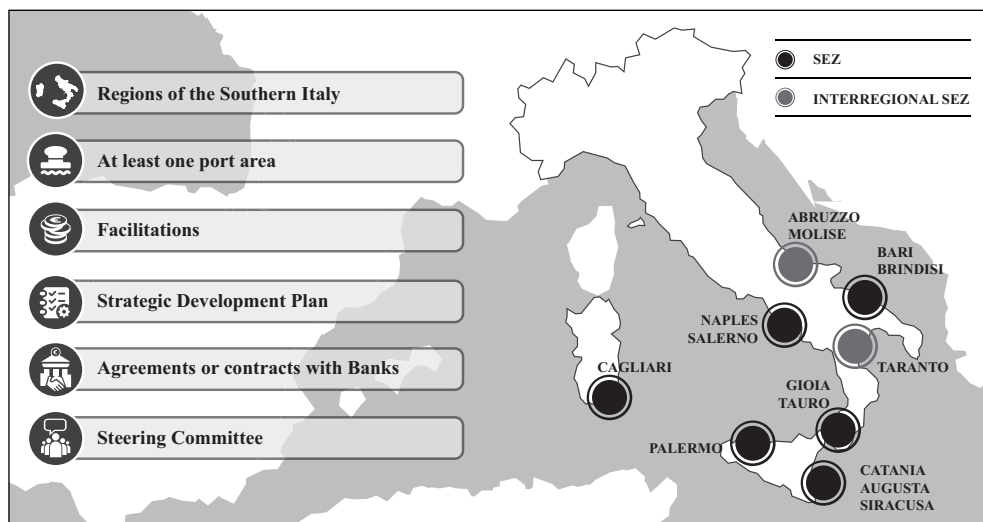 Regions of the Southern Italy
At least one port area
Facilitations
Strategic Development Plan
Agreements or contracts with Banks
Steering Committee
SEZ
INTERREGIONAL SEZ
ABRUZZO
MOLISE
BARI
BRINDISI
NAPLES
SALERNO
TARANTO
CAGLIARI
GIOIA
TAURO
PALERMO
CATANIA
AUGUSTA
SIRACUSA